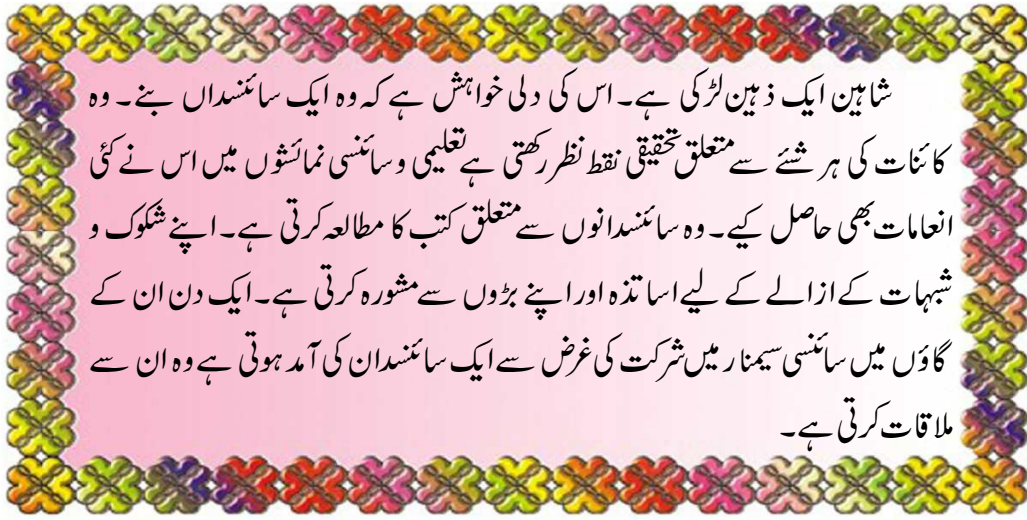 شاہین ایک ذہین لڑکی ہے۔ اس کی دلی خواہش ہے کہ وہ ایک سائنسداں بنے۔ وہ
کائنات کی ہر شئے سے متعلق تحقیقی نقط نظر رکھتی ہے تعلیمی و سائنسی نمائشوں میں اس نے کئی
انعامات بھی حاصل کیے۔ وہ سائنسدانوں سے متعلق کتب کا مطالعہ کرتی ہے۔ اپنے شکوک و
شبہات کے ازالے کے لیے اساتذہ اور اپنے بڑوں سے مشورہ کرتی ہے۔ ایک دن ان کے
گاؤں میں سائنسی سیمنار میں شرکت کی غرض سے ایک سائنسدان کی آمد ہوتی ہے وہ ان سے
ملاقات کرتی ہے۔